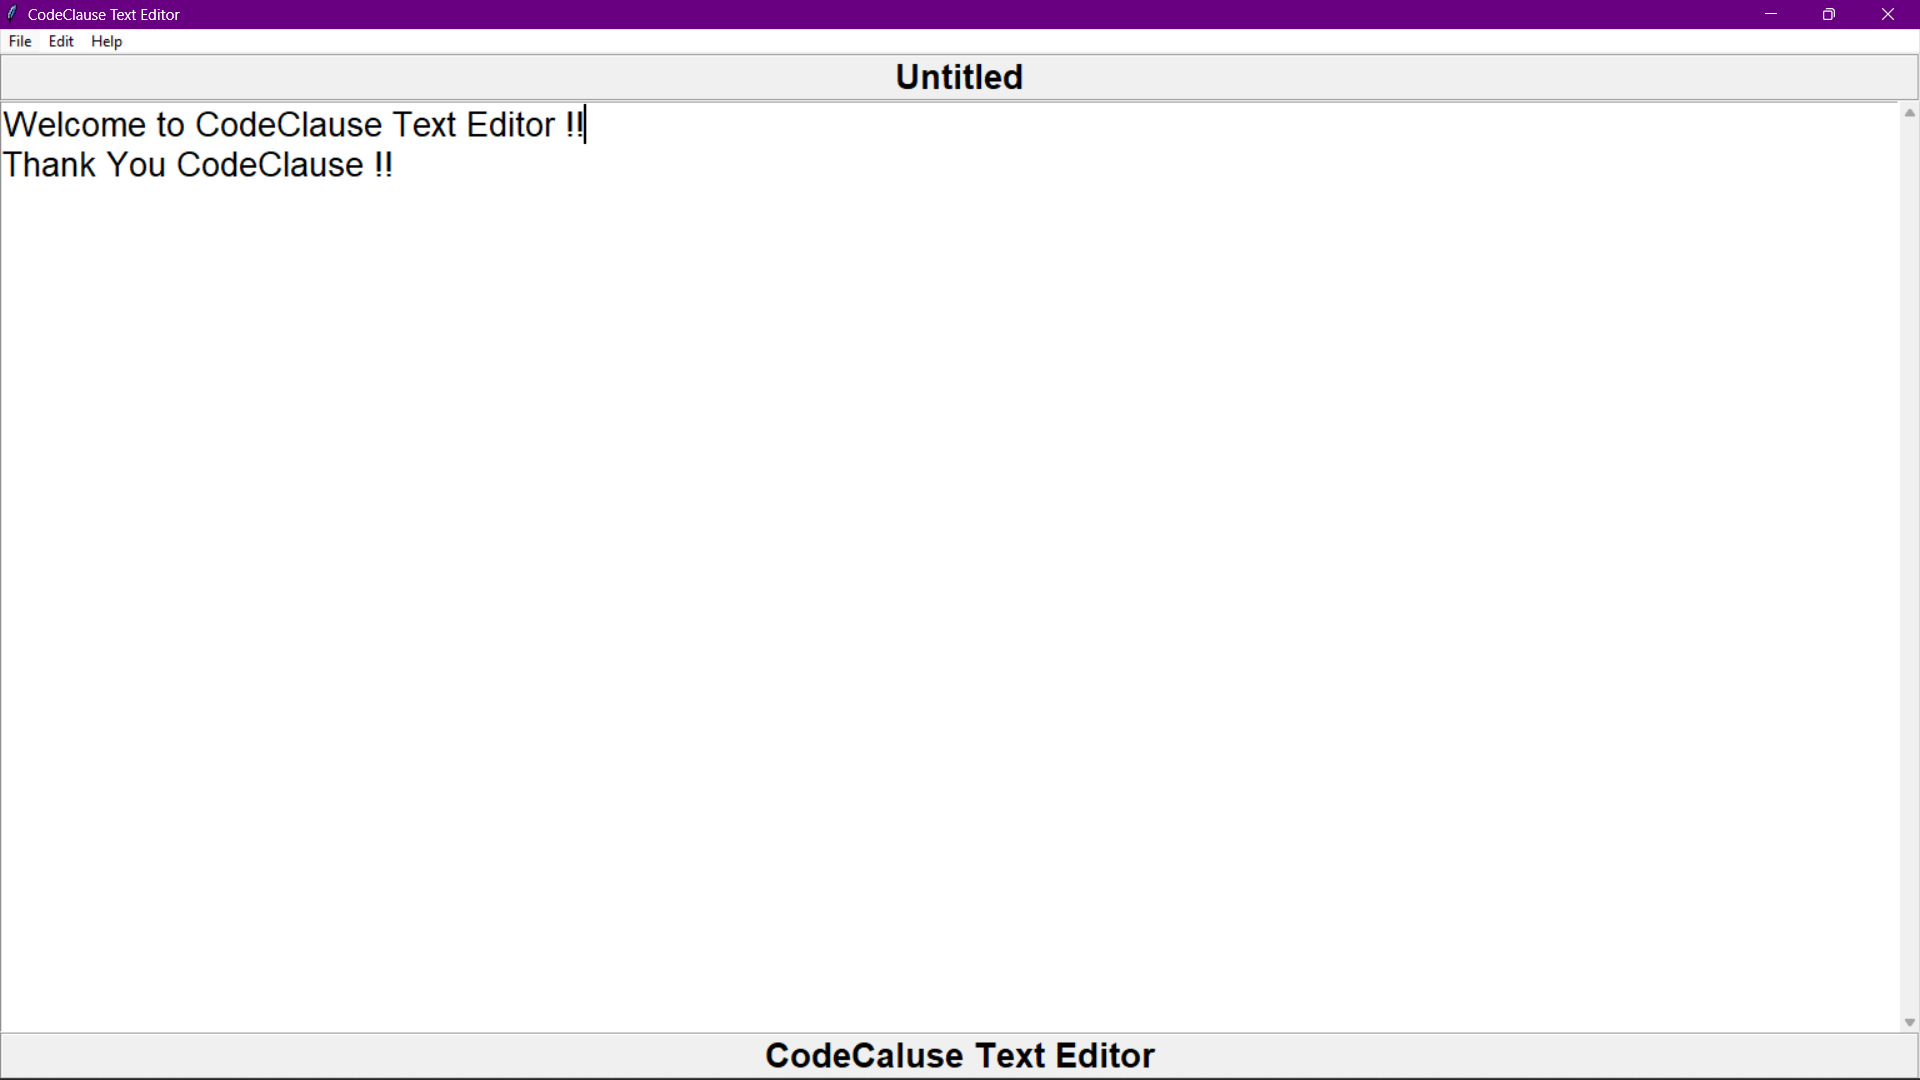 CodeClause Text Editor
File Edit Help
Untitled
Welcome to CodeClause Text Editor !!
Thank You CodeClause !!
CodeCaluse Text Editor